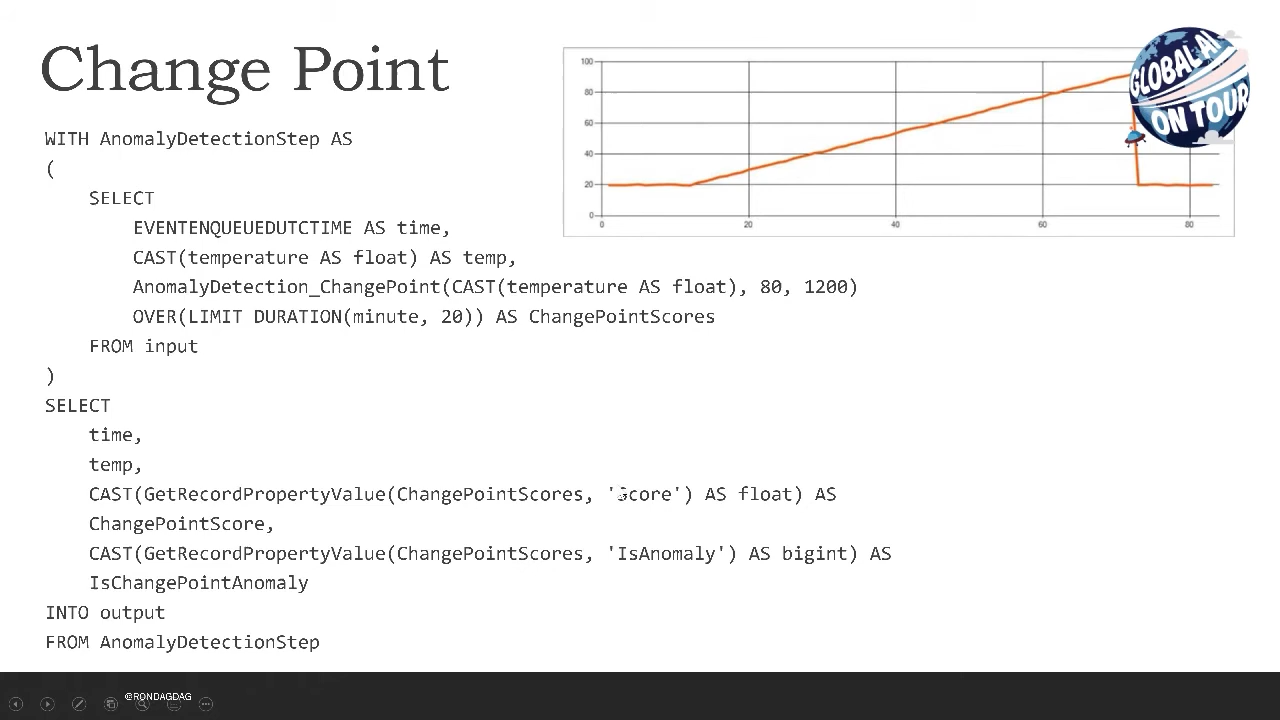 Change Point
GLOBAL AI
ON TOUR
100
80
60
40
20
0
0
20
40
60
80
WITH AnomalyDetectionStep AS
(
SELECT
EVENTENQUEUEDUTCTIME AS time,
CAST(temperature AS float) AS temp,
AnomalyDetection_ChangePoint(CAST(temperature AS float), 80, 1200)
OVER(LIMIT DURATION(minute, 20)) AS ChangePointScores
FROM input
)
SELECT
time,
temp,
CAST(GetRecordPropertyValue(ChangePointScores, 'Score') AS float) AS
ChangePointScore,
CAST(GetRecordPropertyValue(ChangePointScores, 'IsAnomaly') AS bigint) AS
IsChangePointAnomaly
INTO output
FROM AnomalyDetectionStep
@RONDAGDAG